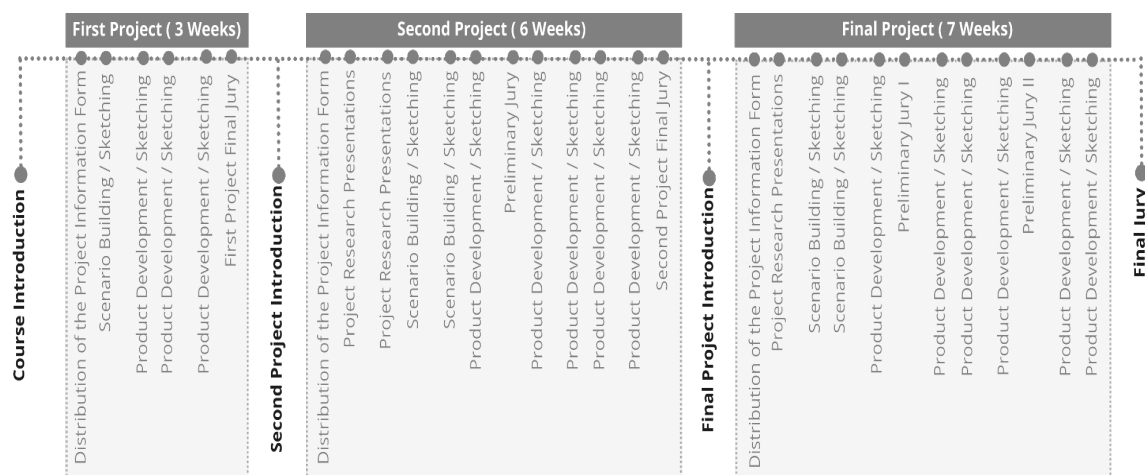 First Project ( 3 Weeks)
Second Project ( 6 Weeks)
Final Project ( 7 Weeks)
Course Introduction
Distribution of the Project Information Form
Scenario Building / Sketching
Product Development / Sketching
Product Development / Sketching
Product Development / Sketching
First Project Final Jury
Second Project Introduction
Distribution of the Project Information Form
Project Research Presentations
Project Research Presentations
Scenario Building / Sketching
Scenario Building / Sketching
Product Development / Sketching
Preliminary Jury
Product Development / Sketching
Product Development / Sketching
Product Development / Sketching
Product Development / Sketching
Second Project Final Jury
Final Project Introduction
Distribution of the Project Information Form
Project Research Presentations
Scenario Building / Sketching
Scenario Building / Sketching
Product Development / Sketching
Preliminary Jury I
Product Development / Sketching
Product Development / Sketching
Product Development / Sketching
Preliminary Jury II
Product Development / Sketching
Product Development / Sketching
Final Jury